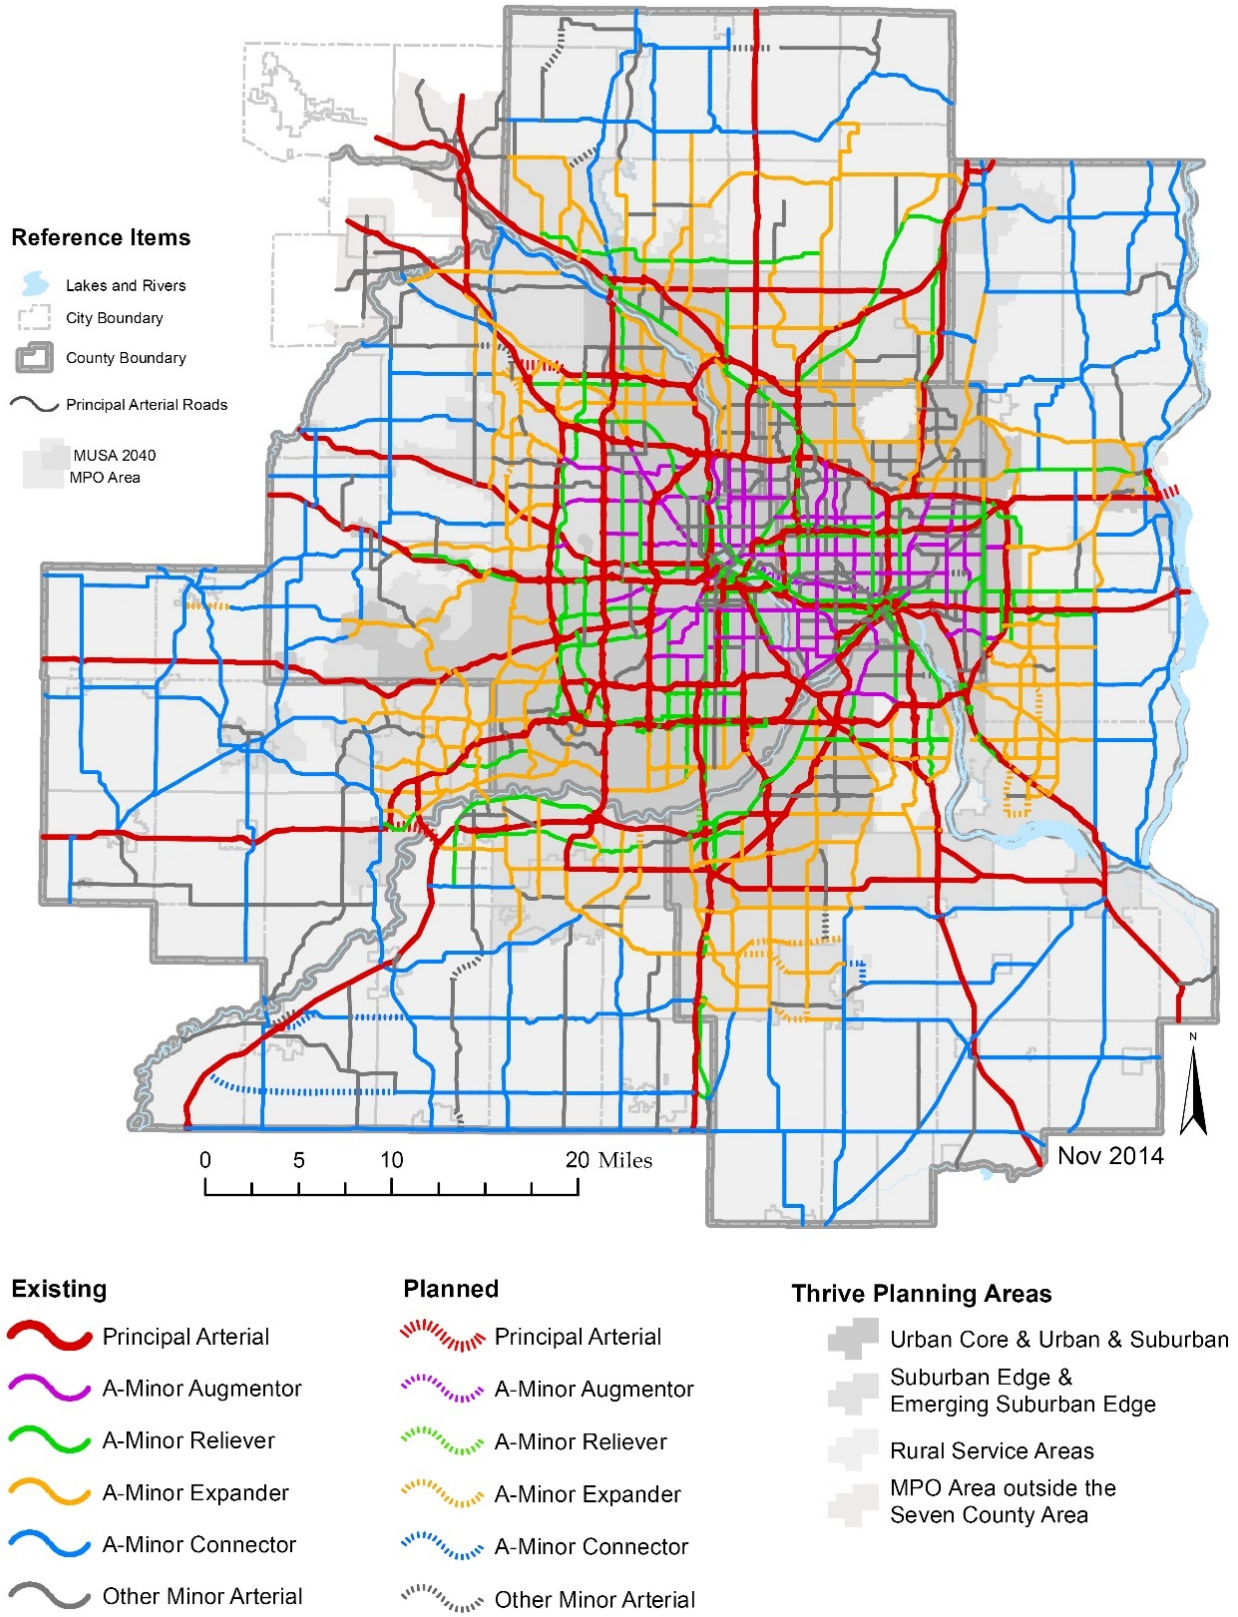 Reference Items
Lakes and Rivers
City Boundary
County Boundary
Principal Arterial Roads
MUSA 2040
MPO Area
N
Nov 2014
0 5 10 20 Miles
Existing
Principal Arterial
A-Minor Augmentor
A-Minor Reliever
A-Minor Expander
A-Minor Connector
Other Minor Arterial
Planned
Principal Arterial
A-Minor Augmentor
A-Minor Reliever
A-Minor Expander
A-Minor Connector
Other Minor Arterial
Thrive Planning Areas
Urban Core & Urban & Suburban
Suburban Edge &
Emerging Suburban Edge
Rural Service Areas
MPO Area outside the
Seven County Area